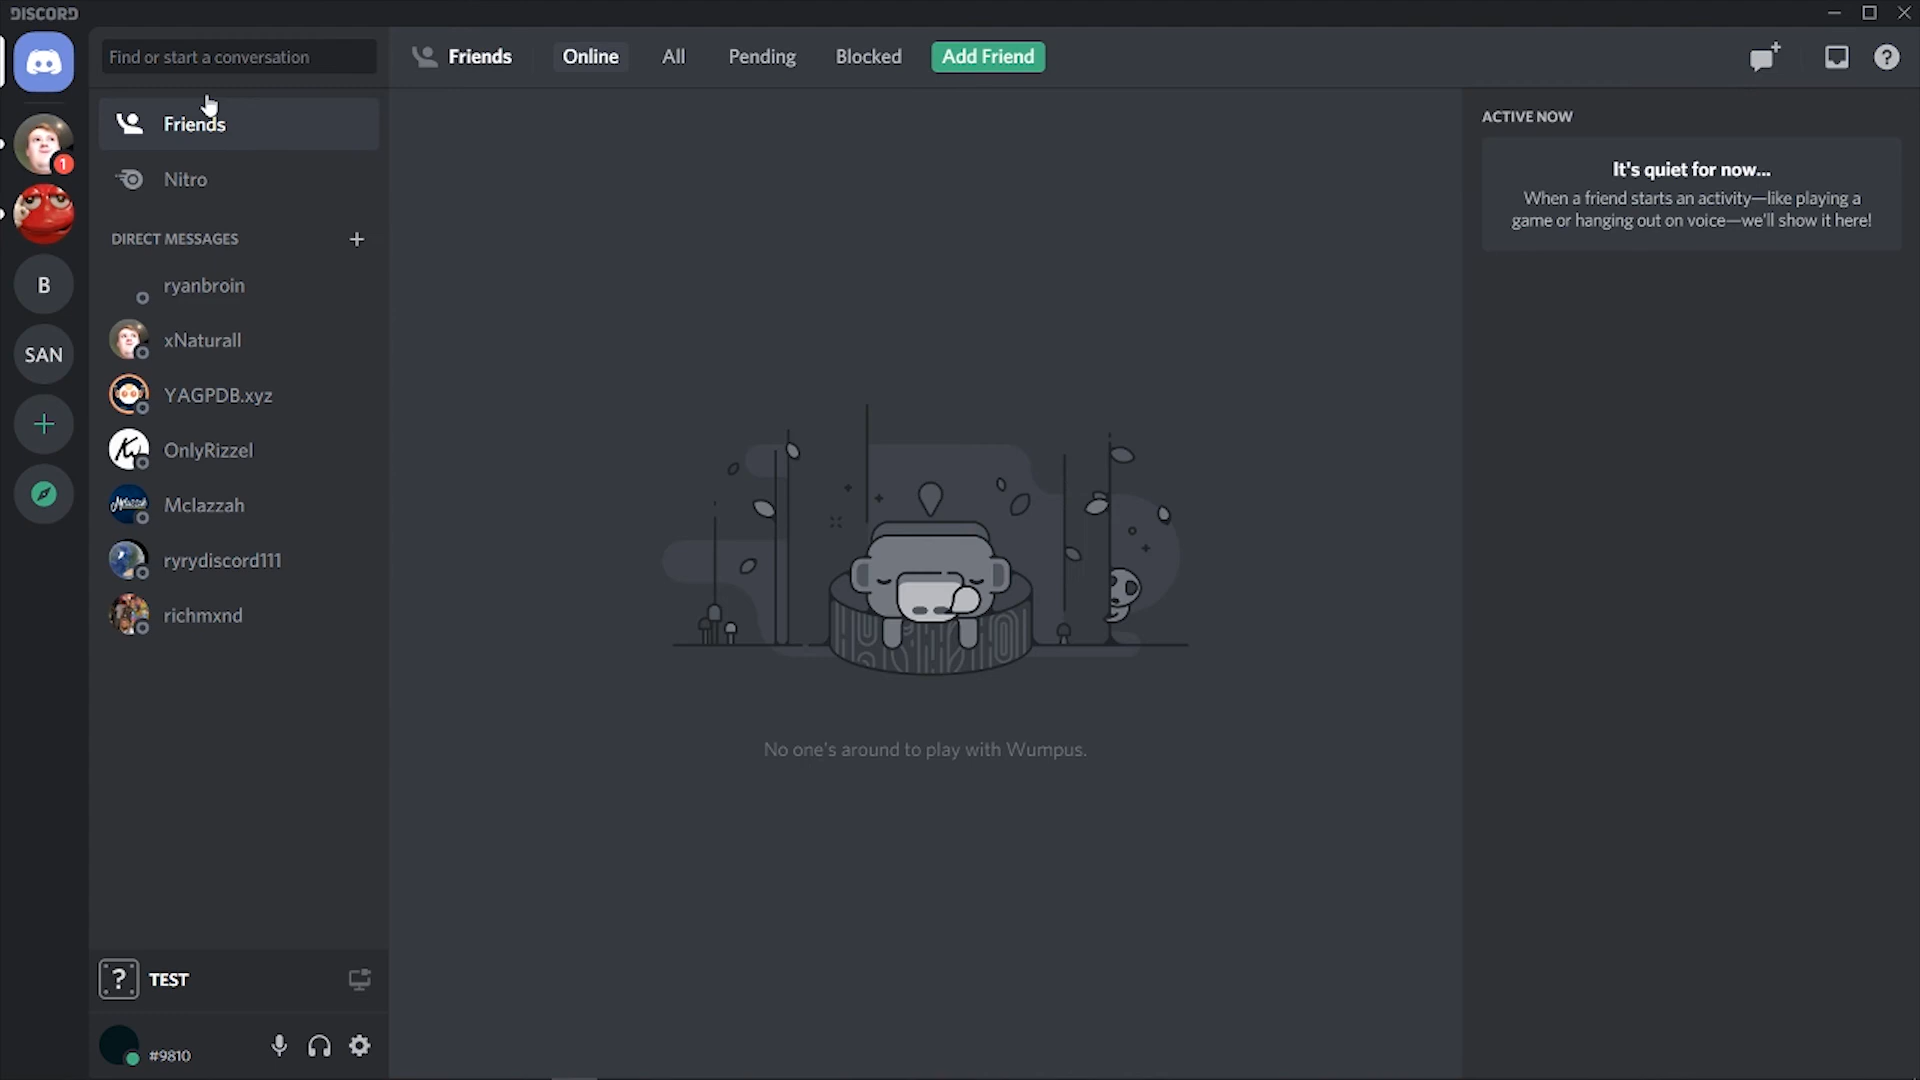 DISCORD
Find or start a conversation
Friends
Online
All
Pending
Blocked
Add Friend
1
B
SAN
Friends
Nitro
DIRECT MESSAGES
ryanbroin
xNaturall
YAGPDB.xyz
OnlyRizzel
Mclazzah
ryrydiscord111
richmxnd
No one's around to play with Wumpus.
ACTIVE NOW
It's quiet for now...
When a friend starts an activity—like playing a
game or hanging out on voice—we'll show it here!
? TEST
#9810